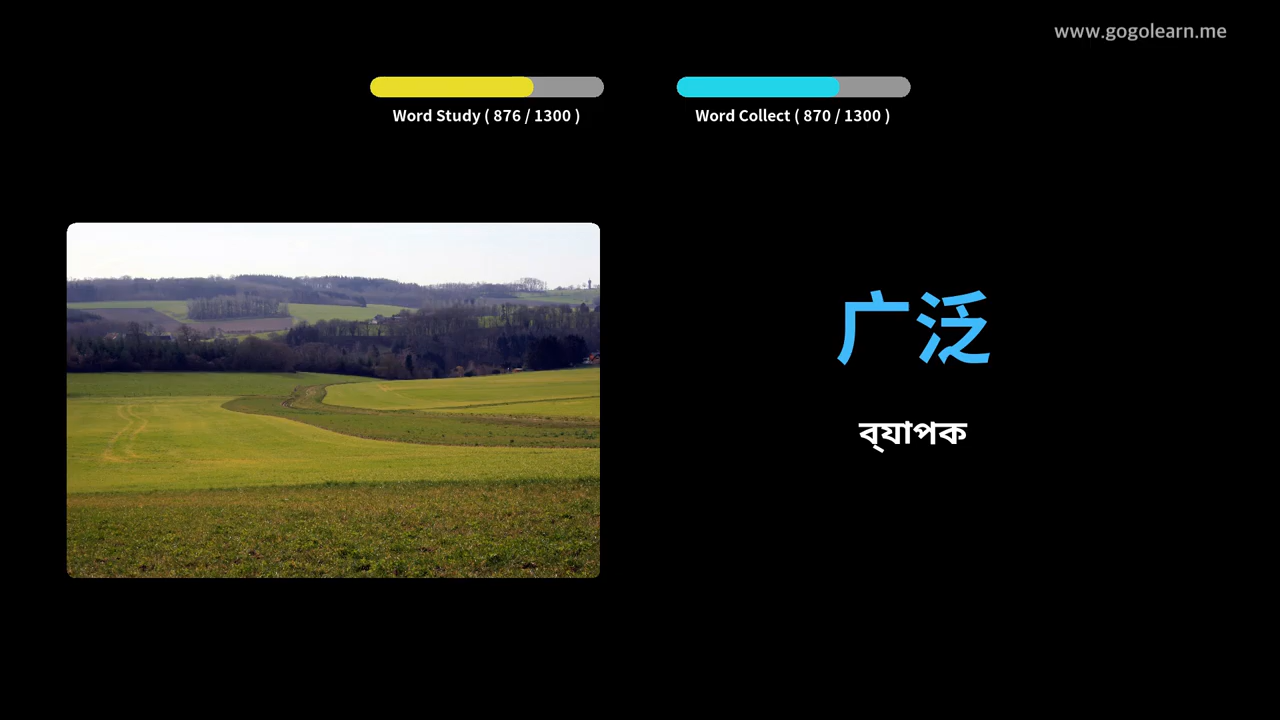 www.gogolearn.me
Word Study ( 876 / 1300 )
Word Collect ( 870 / 1300 )
广泛
ব্যাপক